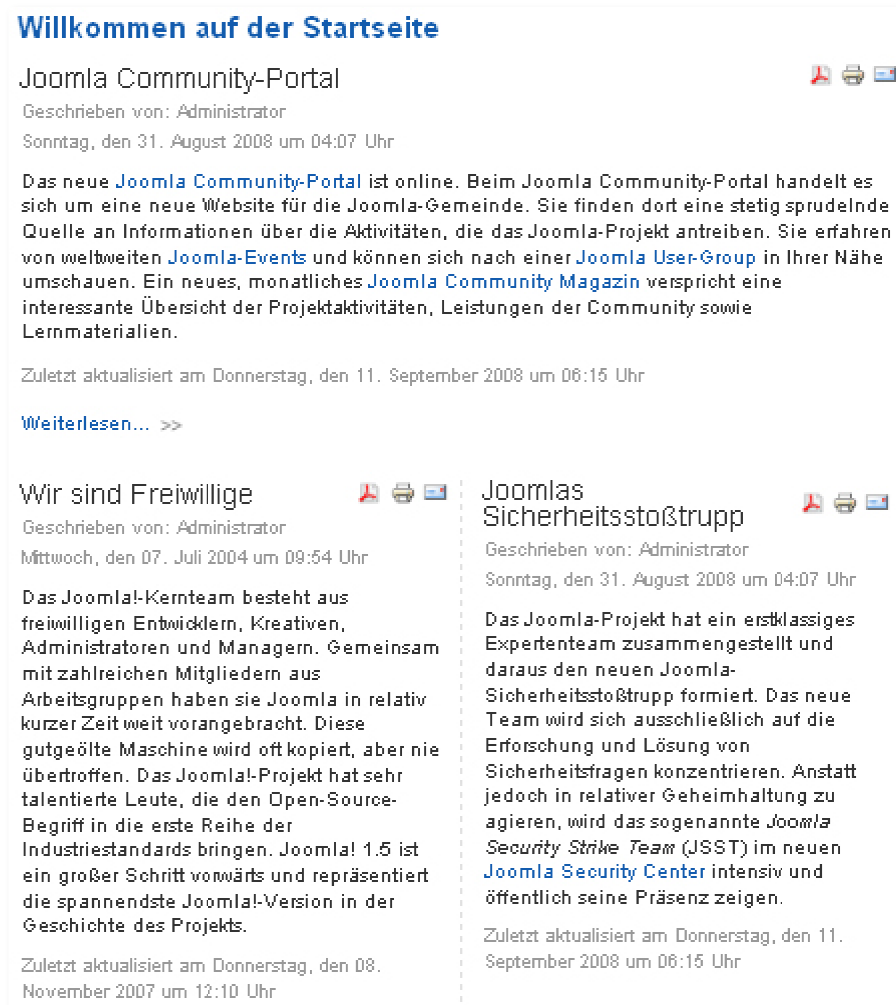 Willkommen auf der Startseite
Joomla Community-Portal
Geschrieben von: Administrator
Sonntag, den 31. August 2008 um 04:07 Uhr
Das neue Joomla Community-Portal ist online. Beim Joomla Community-Portal handelt es
sich um eine neue Website für die Joomla-Gemeinde. Sie finden dort eine stetig sprudelnde
Quelle an Informationen über die Aktivitäten, die das Joomla-Projekt antreiben. Sie erfahren
von weltweiten Joomla-Events und können sich nach einer Joomla User-Group in Ihrer Nähe
umschauen. Ein neues, monatliches Joomla Community Magazin verspricht eine
interessante Übersicht der Projektaktivitäten, Leistungen der Community sowie
Lernmaterialien.
Zuletzt aktualisiert am Donnerstag, den 11. September 2008 um 06:15 Uhr
Weiterlesen... >>
Wir sind Freiwillige
Geschrieben von: Administrator
Mittwoch, den 07. Juli 2004 um 09:54 Uhr
Das Joomla!-Kernteam besteht aus
freiwilligen Entwicklern, Kreativen,
Administratoren und Managern. Gemeinsam
mit zahlreichen Mitgliedern aus
Arbeitsgruppen haben sie Joomla in relativ
kurzer Zeit weit vorangebracht. Diese
gutgeölte Maschine wird oft kopiert, aber nie
übertroffen. Das Joomla!-Projekt hat sehr
talentierte Leute, die den Open-Source-
Begriff in die erste Reihe der
Industriestandards bringen. Joomla! 1.5 ist
ein großer Schritt vorwärts und repräsentiert
die spannendste Joomla!-Version in der
Geschichte des Projekts.
Zuletzt aktualisiert am Donnerstag, den 08.
November 2007 um 12:10 Uhr
Joomlas
Sicherheitsstoßtrupp
Geschrieben von: Administrator
Sonntag, den 31. August 2008 um 04:07 Uhr
Das Joomla-Projekt hat ein erstklassiges
Expertenteam zusammengestellt und
daraus den neuen Joomla-
Sicherheitsstoßtrupp formiert. Das neue
Team wird sich ausschließlich auf die
Erforschung und Lösung von
Sicherheitsfragen konzentrieren. Anstatt
jedoch in relativer Geheimhaltung zu
agieren, wird das sogenannte Joomla
Security Strike Team (JSST) im neuen
Joomla Security Center intensiv und
öffentlich seine Präsenz zeigen.
Zuletzt aktualisiert am Donnerstag, den 11.
September 2008 um 06:15 Uhr